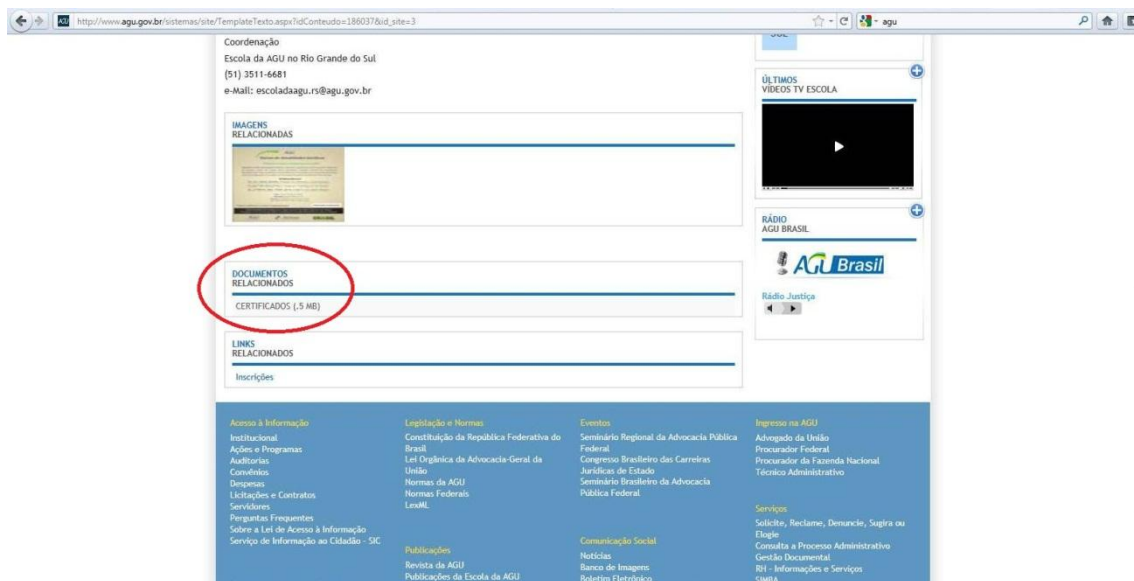 http://www.agu.gov.br/sistemas/site/TemplateTexto.aspx?idConteudo=186037&id_site=3
agu
Coordenação
Escola da AGU no Rio Grande do Sul
(51) 3511-6681
e-Mail: escoladaagu.rs@agu.gov.br
IMAGENS
RELACIONADAS
DOCUMENTOS
RELACIONADOS
CERTIFICADOS (.5 MB)
LINKS
RELACIONADOS
Inscrições
ÚLTIMOS
VÍDEOS TV ESCOLA
RÁDIO
AGU BRASIL
AGU Brasil
Rádio Justiça
Acesso à Informação
Institucional
Ações e Programas
Auditorias
Convênios
Despesas
Licitações e Contratos
Servidores
Perguntas Frequentes
Sobre a Lei de Acesso à Informação
Serviço de Informação ao Cidadão - SIC
Legislação e Normas
Constituição da República Federativa do
Brasil
Lei Orgânica da Advocacia-Geral da
União
Normas da AGU
Normas Federais
LexML
Publicações
Revista da AGU
Publicações da Escola da AGU
Eventos
Seminário Regional da Advocacia Pública
Federal
Congresso Brasileiro das Carreiras
Jurídicas de Estado
Seminário Brasileiro da Advocacia
Pública Federal
Comunicação Social
Notícias
Banco de Imagens
Boletim Eletrônico
Ingresso na AGU
Advogado da União
Procurador Federal
Procurador da Fazenda Nacional
Técnico Administrativo
Serviços
Solicite, Reclame, Denuncie, Sugira ou
Elogie
Consulta a Processo Administrativo
Gestão Documental
RH - Informações e Serviços
SIMBA